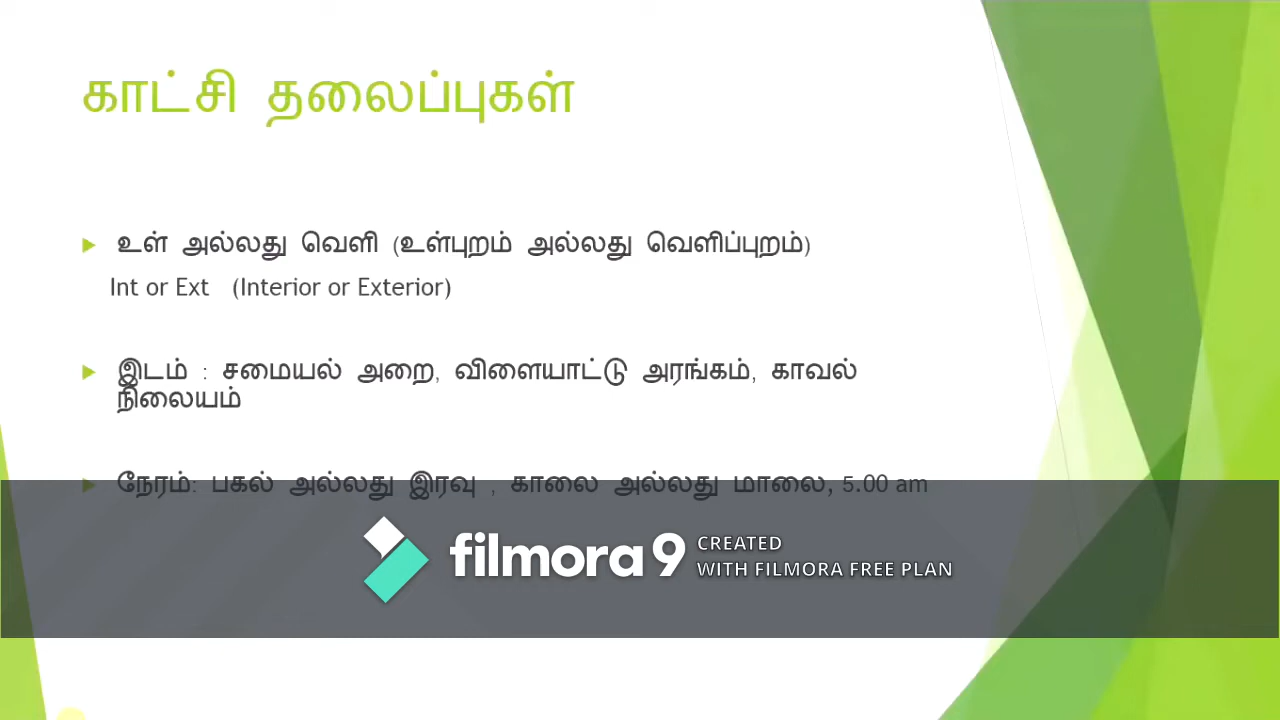 காட்சி தலைப்புகள்
உள் அல்லது வெளி (உள்புறம் அல்லது வெளிப்புறம்)
Int or Ext (Interior or Exterior)
இடம் : சமையல் அறை, விளையாட்டு அரங்கம், காவல்
நிலையம்
நேரம்: பகல் அல்லது இரவு , காலை அல்லது மாலை, 5.00 am
filmora 9 CREATED
WITH FILMORA FREE PLAN